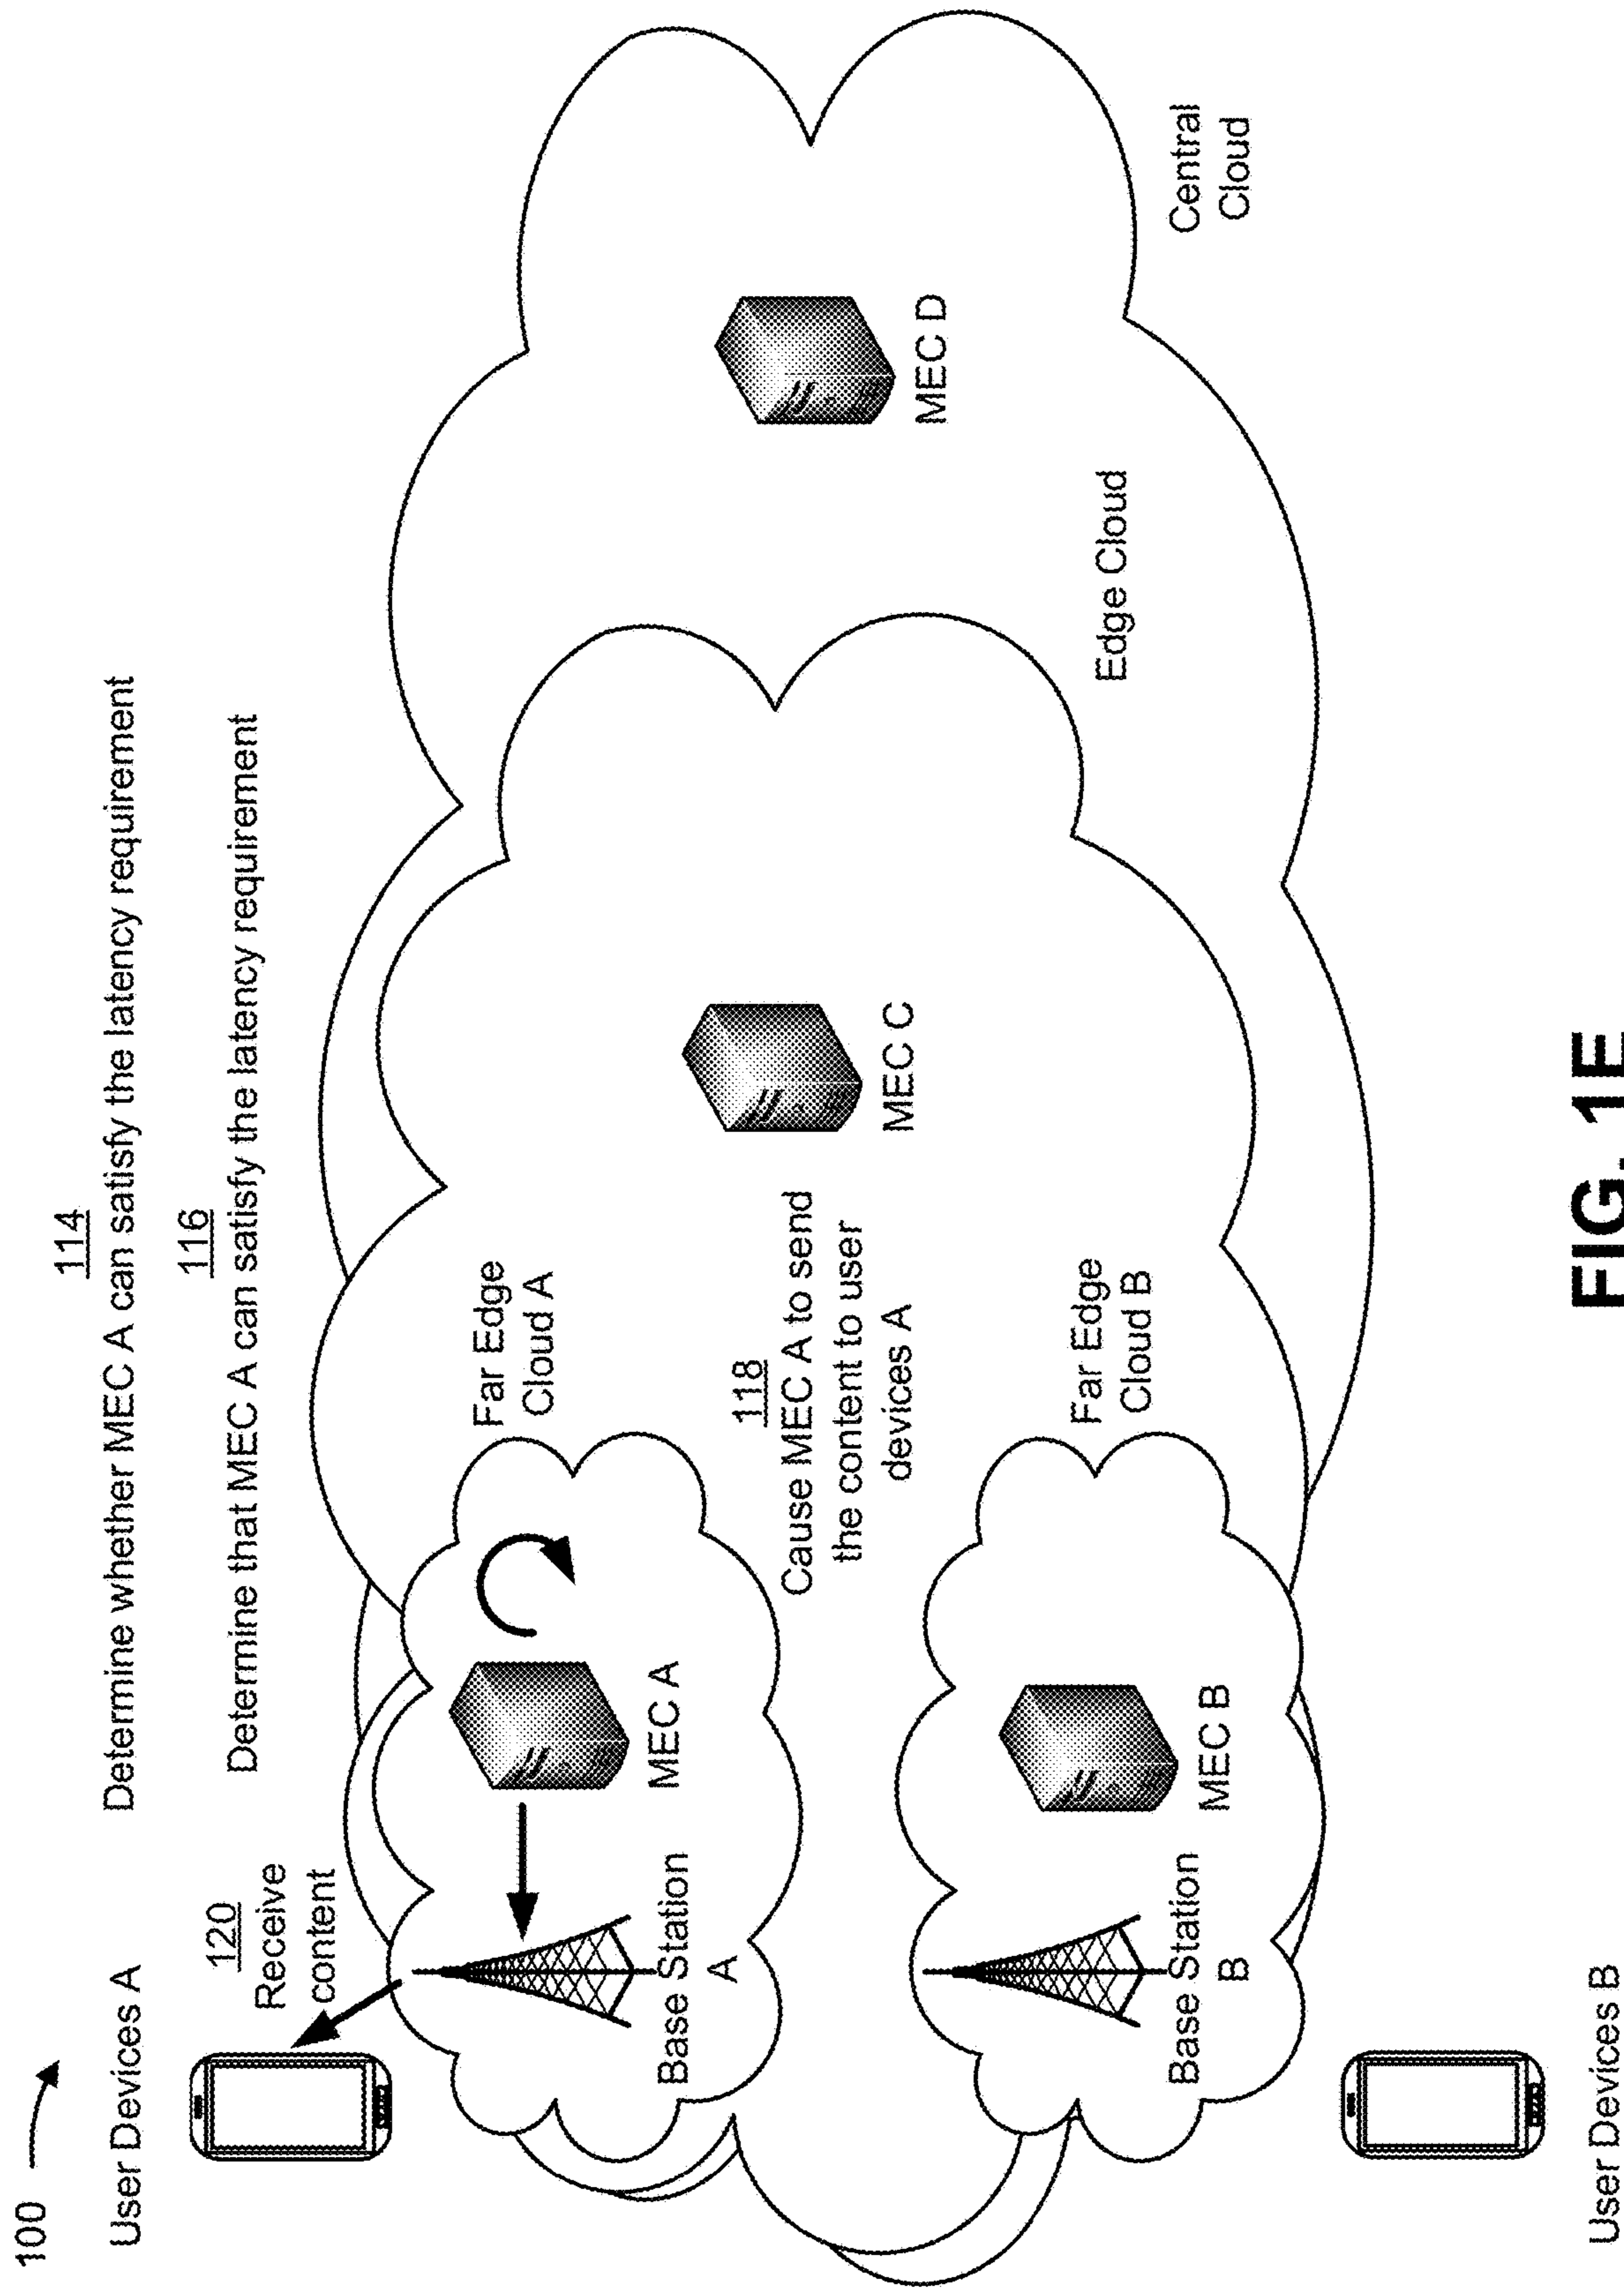 100
User Devices A
114
Determine whether MEC A can satisfy the latency requirement
116
Determine that MEC A can satisfy the latency requirement
120
Receive
content
Far Edge
Cloud A
MEC A
Base Station
A
118
Cause MEC A to send
the content to user
devices A
MEC C
MEC D
Edge Cloud
Central
Cloud
Far Edge
Cloud B
MEC B
Base Station
B
User Devices B
FIG. 1E